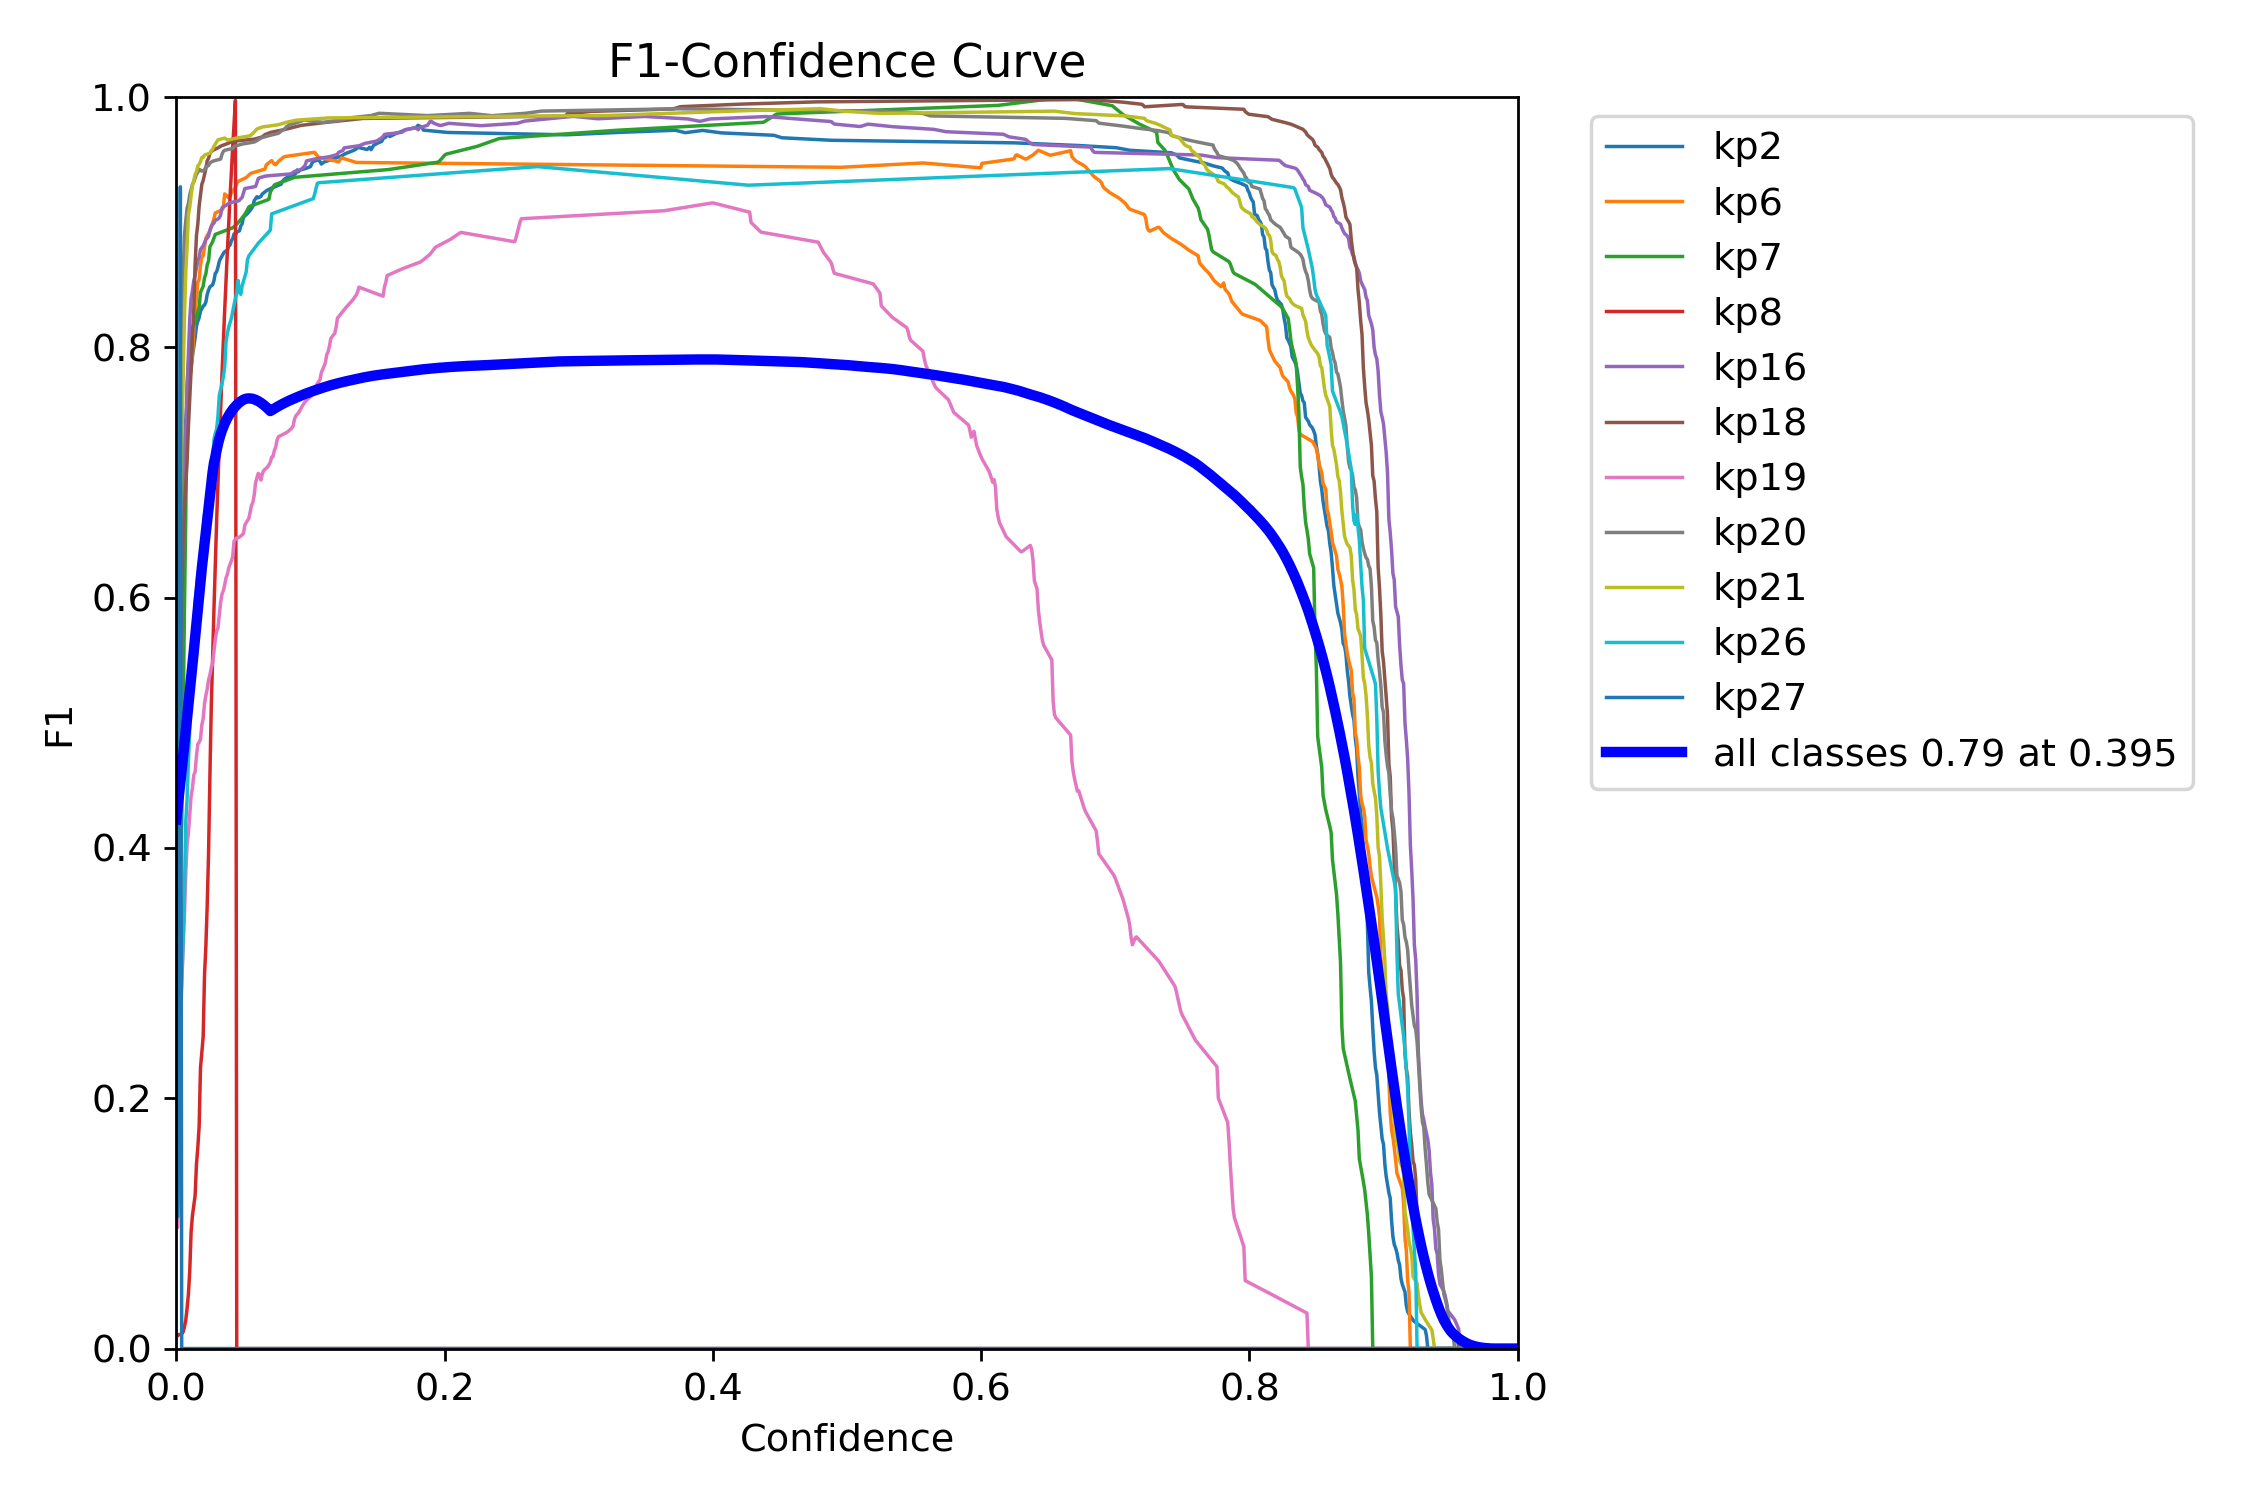 F1-Confidence Curve
1.0
0.8
0.6
0.4
0.2
0.0
F1
0.0 0.2 0.4 0.6 0.8 1.0
Confidence
kp2
kp6
kp7
kp8
kp16
kp18
kp19
kp20
kp21
kp26
kp27
all classes 0.79 at 0.395